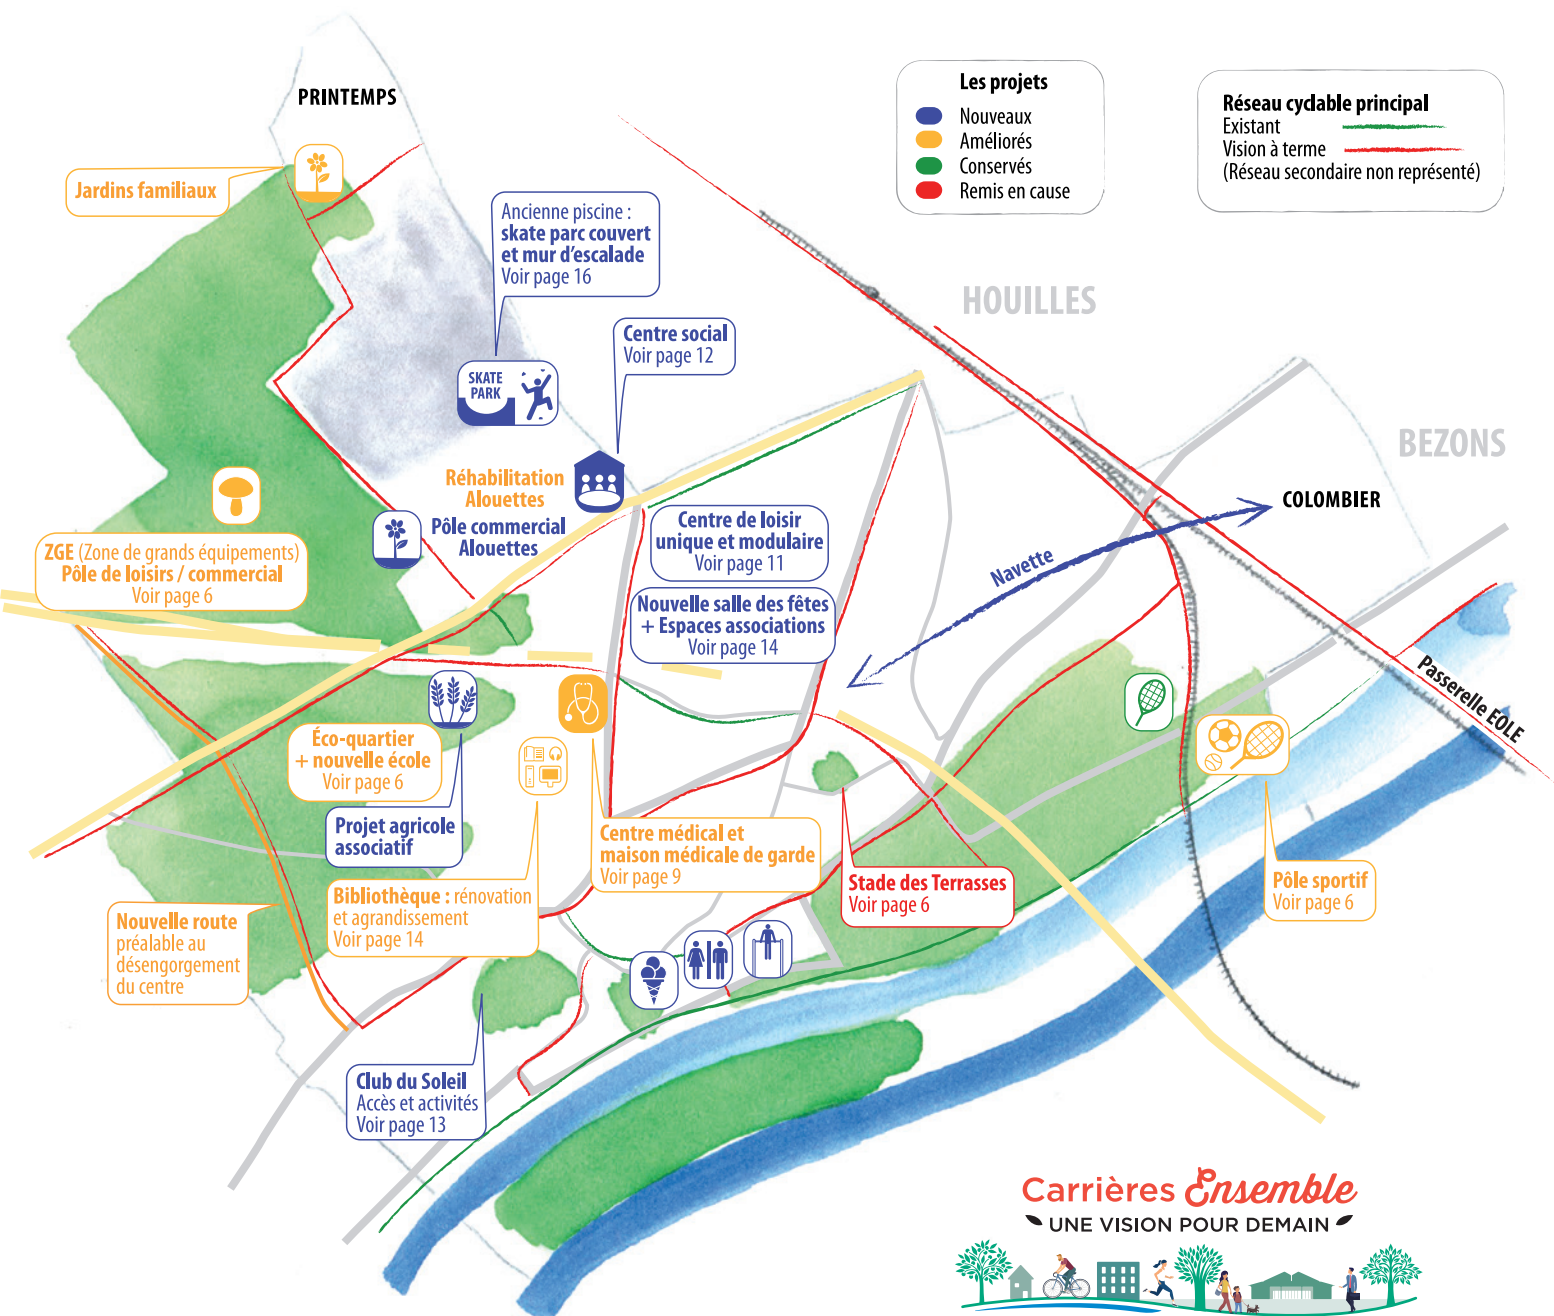 PRINTEMPS
Jardins familiaux
Les projets
Nouveaux
Améliorés
Conservés
Remis en cause
Réseau cyclable principal
Existant
Vision à terme
(Réseau secondaire non représenté)
Ancienne piscine :
skate parc couvert
et mur d'escalade
Voir page 16
HOUILLES
Centre social
Voir page 12
SKATE
PARK
BEZONS
Réhabilitation
Alouettes
COLOMBIER
Pôle commercial
Alouettes
Centre de loisir
unique et modulaire
Voir page 11
Navette
ZGE (Zone de grands équipements)
Pôle de loisirs / commercial
Voir page 6
Nouvelle salle des fêtes
+ Espaces associations
Voir page 14
Passerelle EOLE
Éco-quartier
+ nouvelle école
Voir page 6
Projet agricole
associatif
Centre médical et
maison médicale de garde
Voir page 9
Stade des Terrasses
Voir page 6
Pôle sportif
Voir page 6
Bibliothèque : rénovation
et agrandissement
Voir page 14
Nouvelle route
préalable au
désengorgement
du centre
Club du Soleil
Accès et activités
Voir page 13
Carrières Ensemble
UNE VISION POUR DEMAIN